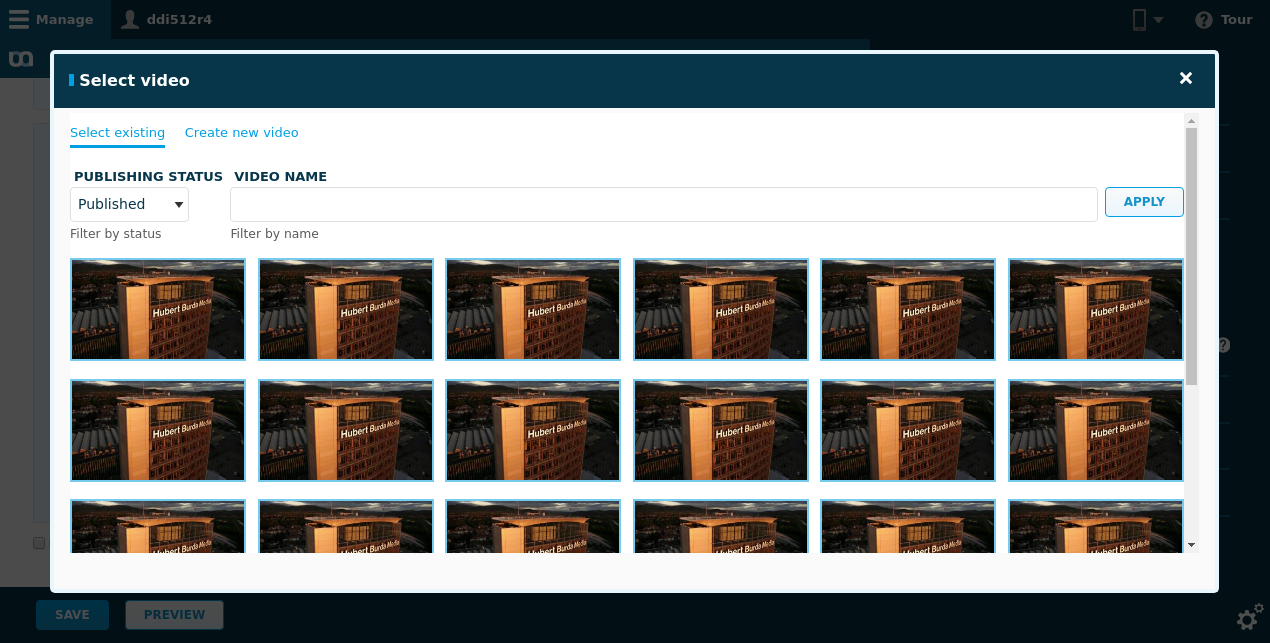 Manage ddi512r4 Tour
Select video
Select existing Create new video
PUBLISHING STATUS VIDEO NAME
Published APPLY
Filter by status Filter by name
Hubert Burda Media Hubert Burda Media Hubert Burda Media Hubert Burda Media Hubert Burda Media Hubert Burda Media
Hubert Burda Media Hubert Burda Media Hubert Burda Media Hubert Burda Media Hubert Burda Media Hubert Burda Media
Hubert Burda Media Hubert Burda Media Hubert Burda Media Hubert Burda Media Hubert Burda Media Hubert Burda Media
SAVE PREVIEW